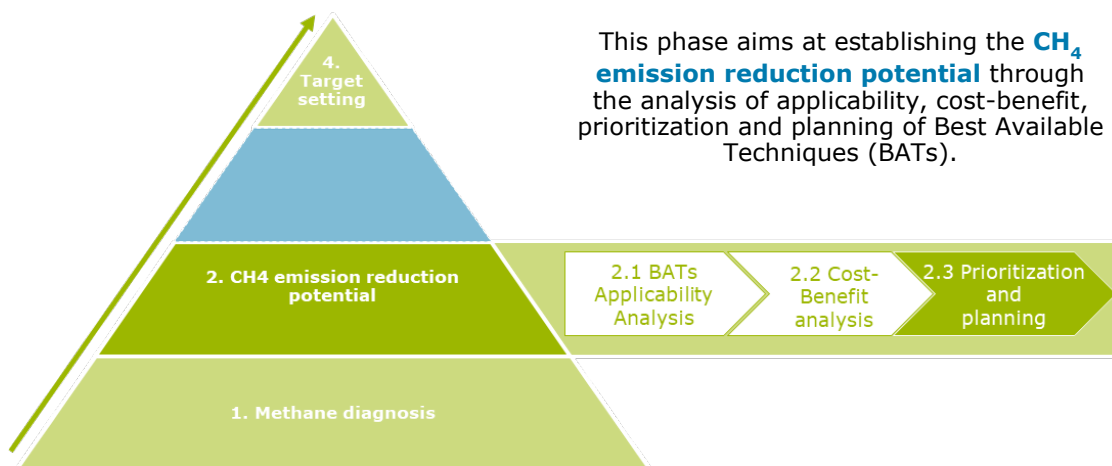 This phase aims at establishing the CH₄
emission reduction potential through
the analysis of applicability, cost-benefit,
prioritization and planning of Best Available
Techniques (BATs).
4.
Target
setting
2. CH4 emission reduction
potential
2.1 BATs
Applicability
Analysis
2.2 Cost-
Benefit
analysis
2.3 Prioritization
and
planning
1. Methane diagnosis